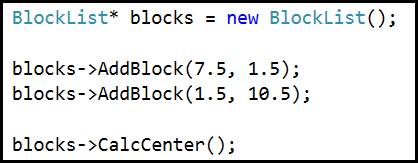 BlockList* blocks = new BlockList();
blocks->AddBlock(7.5, 1.5);
blocks->AddBlock(1.5, 10.5);
blocks->CalcCenter();